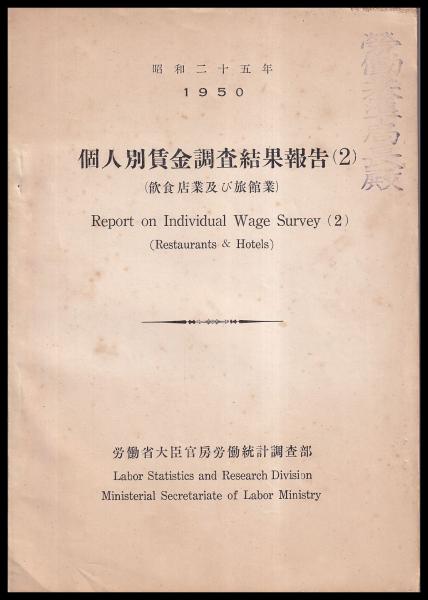 昭和二十五年
1950
個人別賃金調査結果報告(2)
(飲食店業及び旅館業)
Report on Individual Wage Survey (2)
(Restaurants & Hotels)
労働省大臣官房労働統計調査部
Labor Statistics and Research Division
Ministerial Secretariate of Labor Ministry